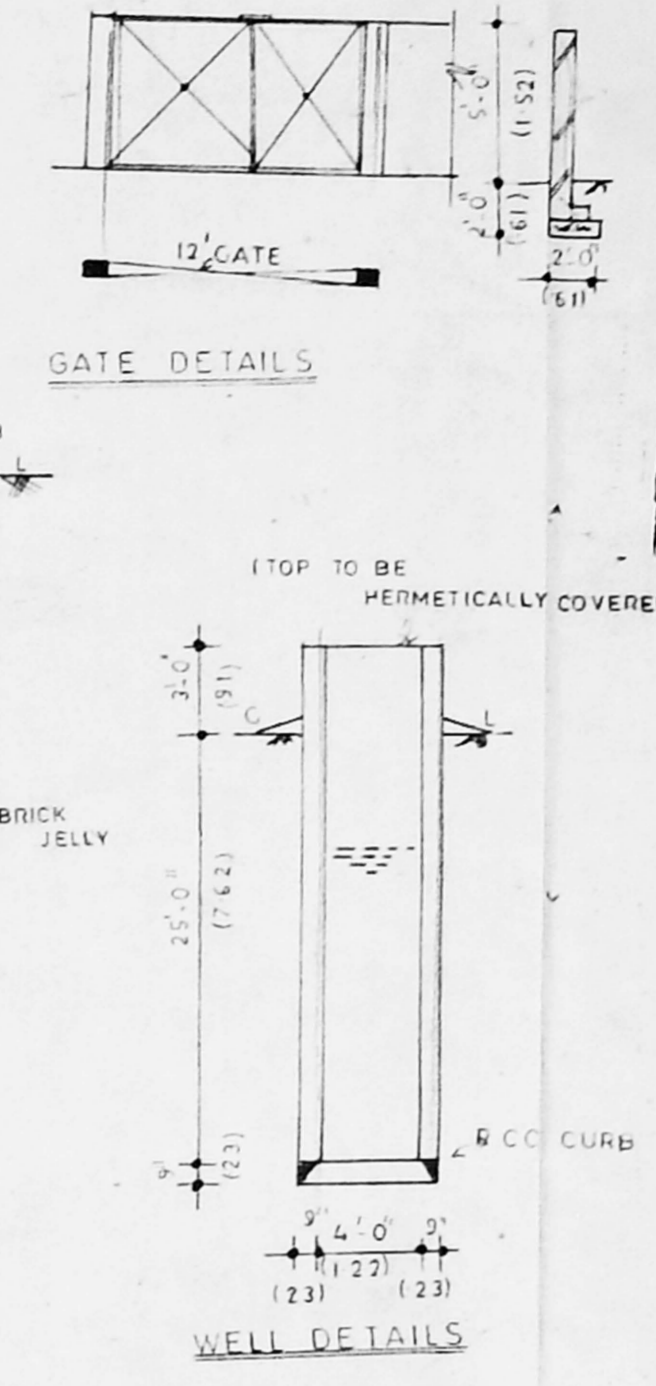 5'-0"
(1·52)
2'-0"
(·61)
12' GATE
2'-0"
(·61)
GATE DETAILS
L
(TOP TO BE
HERMETICALLY COVERE
3'-0"
(91)
G
L
BRICK
JELLY
25'-0"
(7·62)
RCC CURB
9"
(23)
9" 4'-0" 9"
(1·22)
(23) (·23)
WELL DETAILS